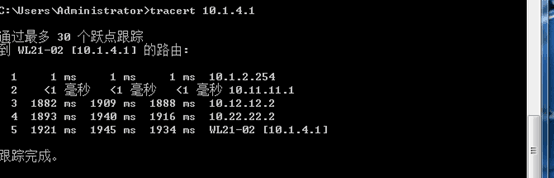 C:\Users\Administrator>tracert 10.1.4.1
通过最多 30 个跃点跟踪
到 WL21-02 [10.1.4.1] 的路由:
1 1 ms 1 ms 1 ms 10.1.2.254
2 <1 毫秒 <1 毫秒 <1 毫秒 10.11.11.1
3 1882 ms 1909 ms 1888 ms 10.12.12.2
4 1893 ms 1940 ms 1916 ms 10.22.22.2
5 1921 ms 1945 ms 1934 ms WL21-02 [10.1.4.1]
跟踪完成。